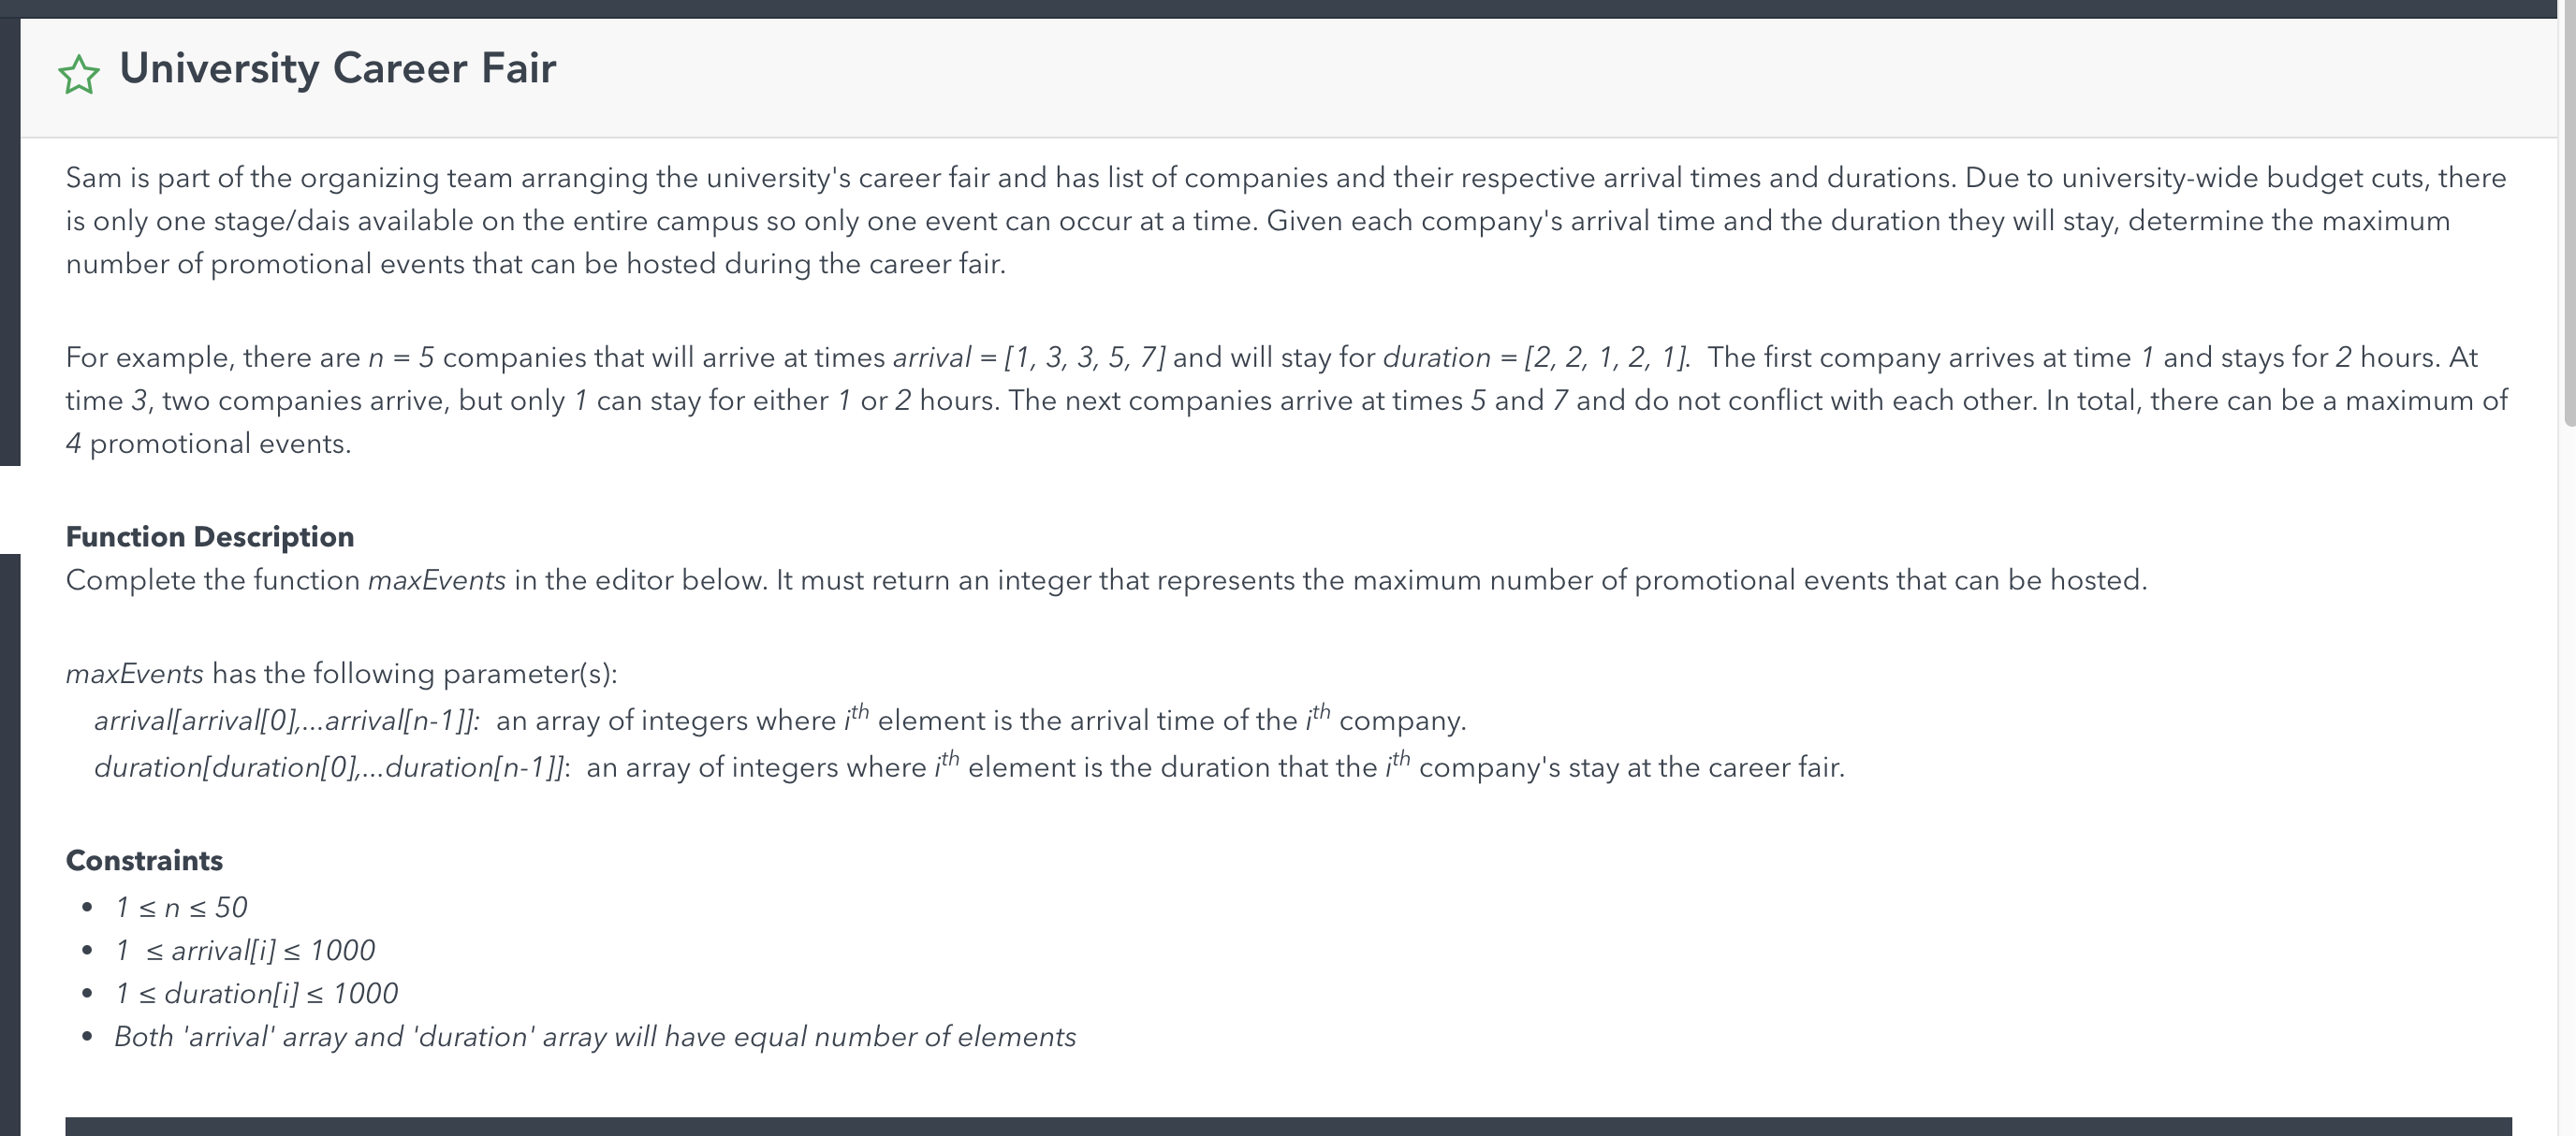 University Career Fair
Sam is part of the organizing team arranging the university's career fair and has list of companies and their respective arrival times and durations. Due to university-wide budget cuts, there
is only one stage/dais available on the entire campus so only one event can occur at a time. Given each company's arrival time and the duration they will stay, determine the maximum
number of promotional events that can be hosted during the career fair.
For example, there are n = 5 companies that will arrive at times arrival = [1, 3, 3, 5, 7] and will stay for duration = [2, 2, 1, 2, 1].  The first company arrives at time 1 and stays for 2 hours. At
time 3, two companies arrive, but only 1 can stay for either 1 or 2 hours. The next companies arrive at times 5 and 7 and do not conflict with each other. In total, there can be a maximum of
4 promotional events.
Function Description
Complete the function maxEvents in the editor below. It must return an integer that represents the maximum number of promotional events that can be hosted.
maxEvents has the following parameter(s):
arrival[arrival[0],...arrival[n-1]]:  an array of integers where i^th element is the arrival time of the i^th company.
duration[duration[0],...duration[n-1]]:  an array of integers where i^th element is the duration that the i^th company's stay at the career fair.
Constraints
• 1 ≤ n ≤ 50
• 1  ≤ arrival[i] ≤ 1000
• 1 ≤ duration[i] ≤ 1000
• Both 'arrival' array and 'duration' array will have equal number of elements